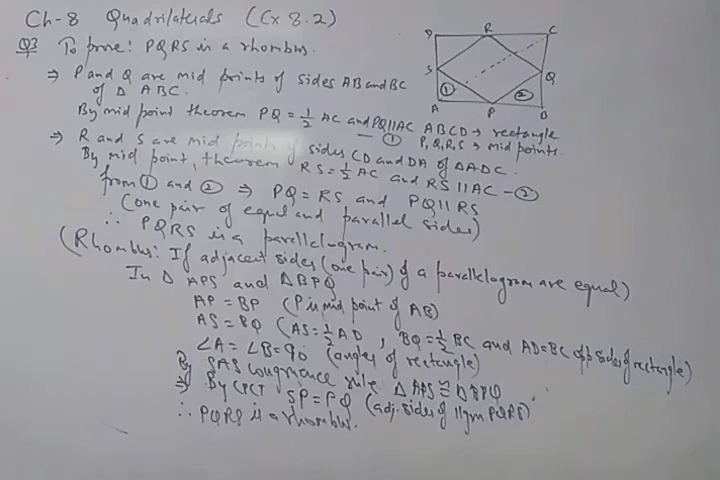 Ch-8 Quadrilaterals (Ex 8.2)
Q3 To prove: PQRS is a rhombus.
⇒ P and Q are mid points of sides AB and BC
of Δ ABC.
By mid point theorem PQ = 1/2 AC and PQ||AC — ①
⇒ R and S are mid points of sides CD and DA of ΔADC.
By mid point, theorem RS = 1/2 AC and RS || AC - ②
from ① and ② ⇒ PQ = RS and PQ || RS
(one pair of equal and parallel sides)
∴ PQRS is a parallelogram.
(Rhombus: If adjacent sides (one pair) of a parallelogram are equal)
In Δ APS and ΔBPQ
AP = BP (P is mid point of AB)
AS = BQ (AS = 1/2 AD, BQ = 1/2 BC and AD = BC opp sides of rectangle)
∠A = ∠B = 90 (angles of rectangle)
By SAS congruence rule Δ APS ≅ ΔBPQ
⇒ By CPCT SP = PQ (adj. sides of ||gm PQRS)
∴ PQRS is a rhombus.
D R C
S Q
① ②
A P B
ABCD → rectangle
P, Q, R, S → mid points.